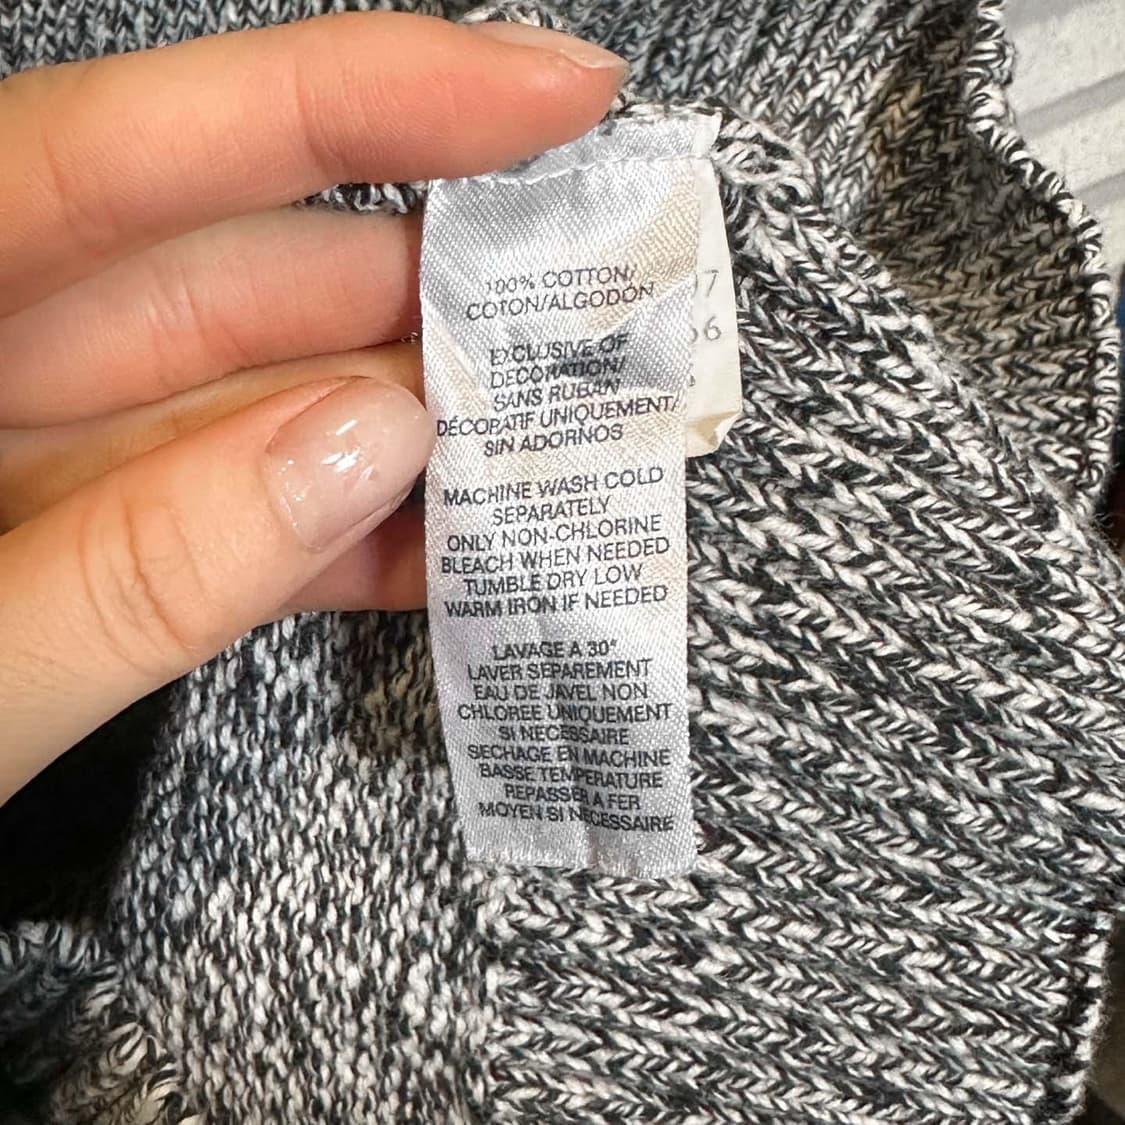 100% COTTON/
COTON/ALGODÓN
EXCLUSIVE OF
DECORATION/
SANS RUBAN
DÉCORATIF UNIQUEMENT/
SIN ADORNOS
MACHINE WASH COLD
SEPARATELY
ONLY NON-CHLORINE
BLEACH WHEN NEEDED
TUMBLE DRY LOW
WARM IRON IF NEEDED
LAVAGE A 30°
LAVER SEPAREMENT
EAU DE JAVEL NON
CHLOREE UNIQUEMENT
SI NECESSAIRE
SECHAGE EN MACHINE
BASSE TEMPERATURE
REPASSER A FER
MOYEN SI NECESSAIRE